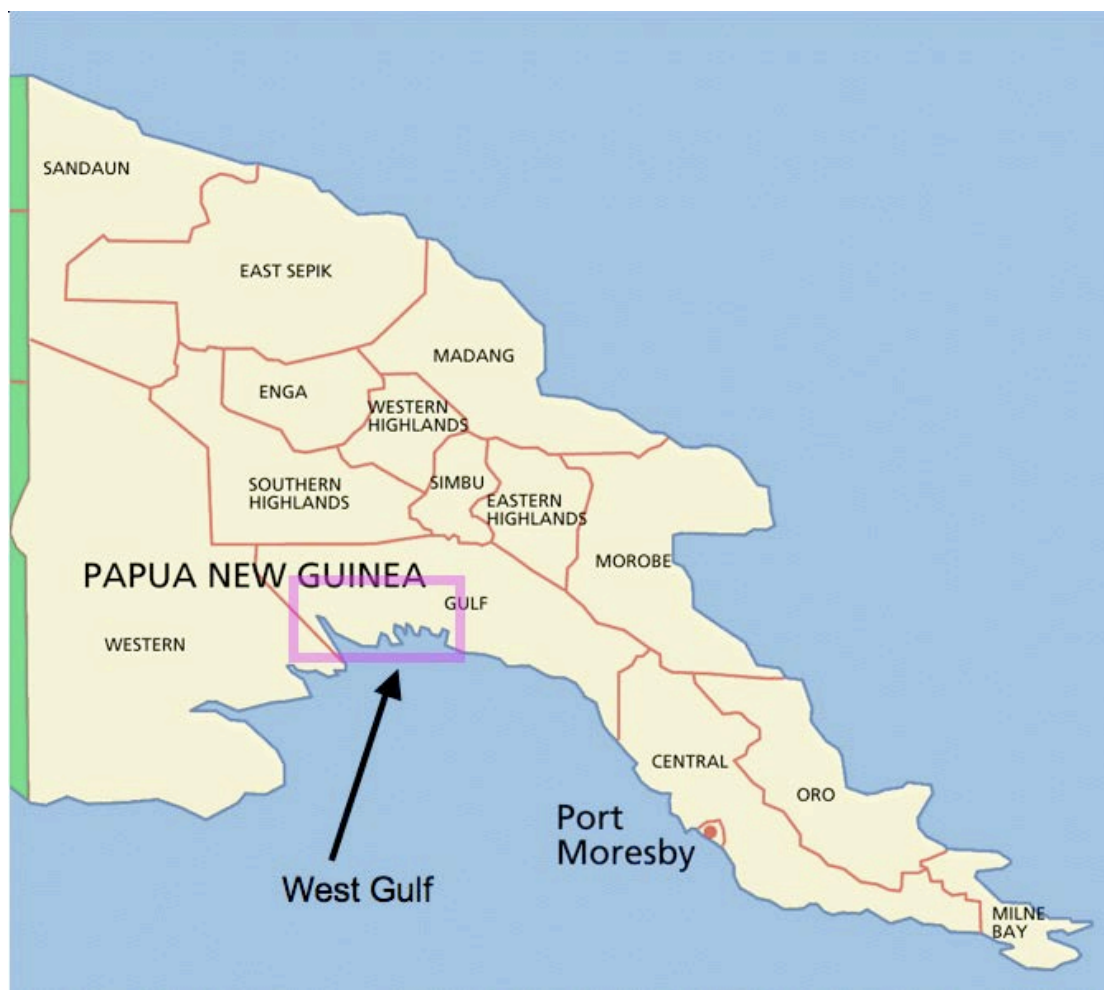 SANDAUN
EAST SEPIK
MADANG
ENGA
WESTERN
HIGHLANDS
SOUTHERN
HIGHLANDS
SIMBU
EASTERN
HIGHLANDS
MOROBE
PAPUA NEW GUINEA
GULF
WESTERN
CENTRAL
ORO
Port
Moresby
West Gulf
MILNE
BAY